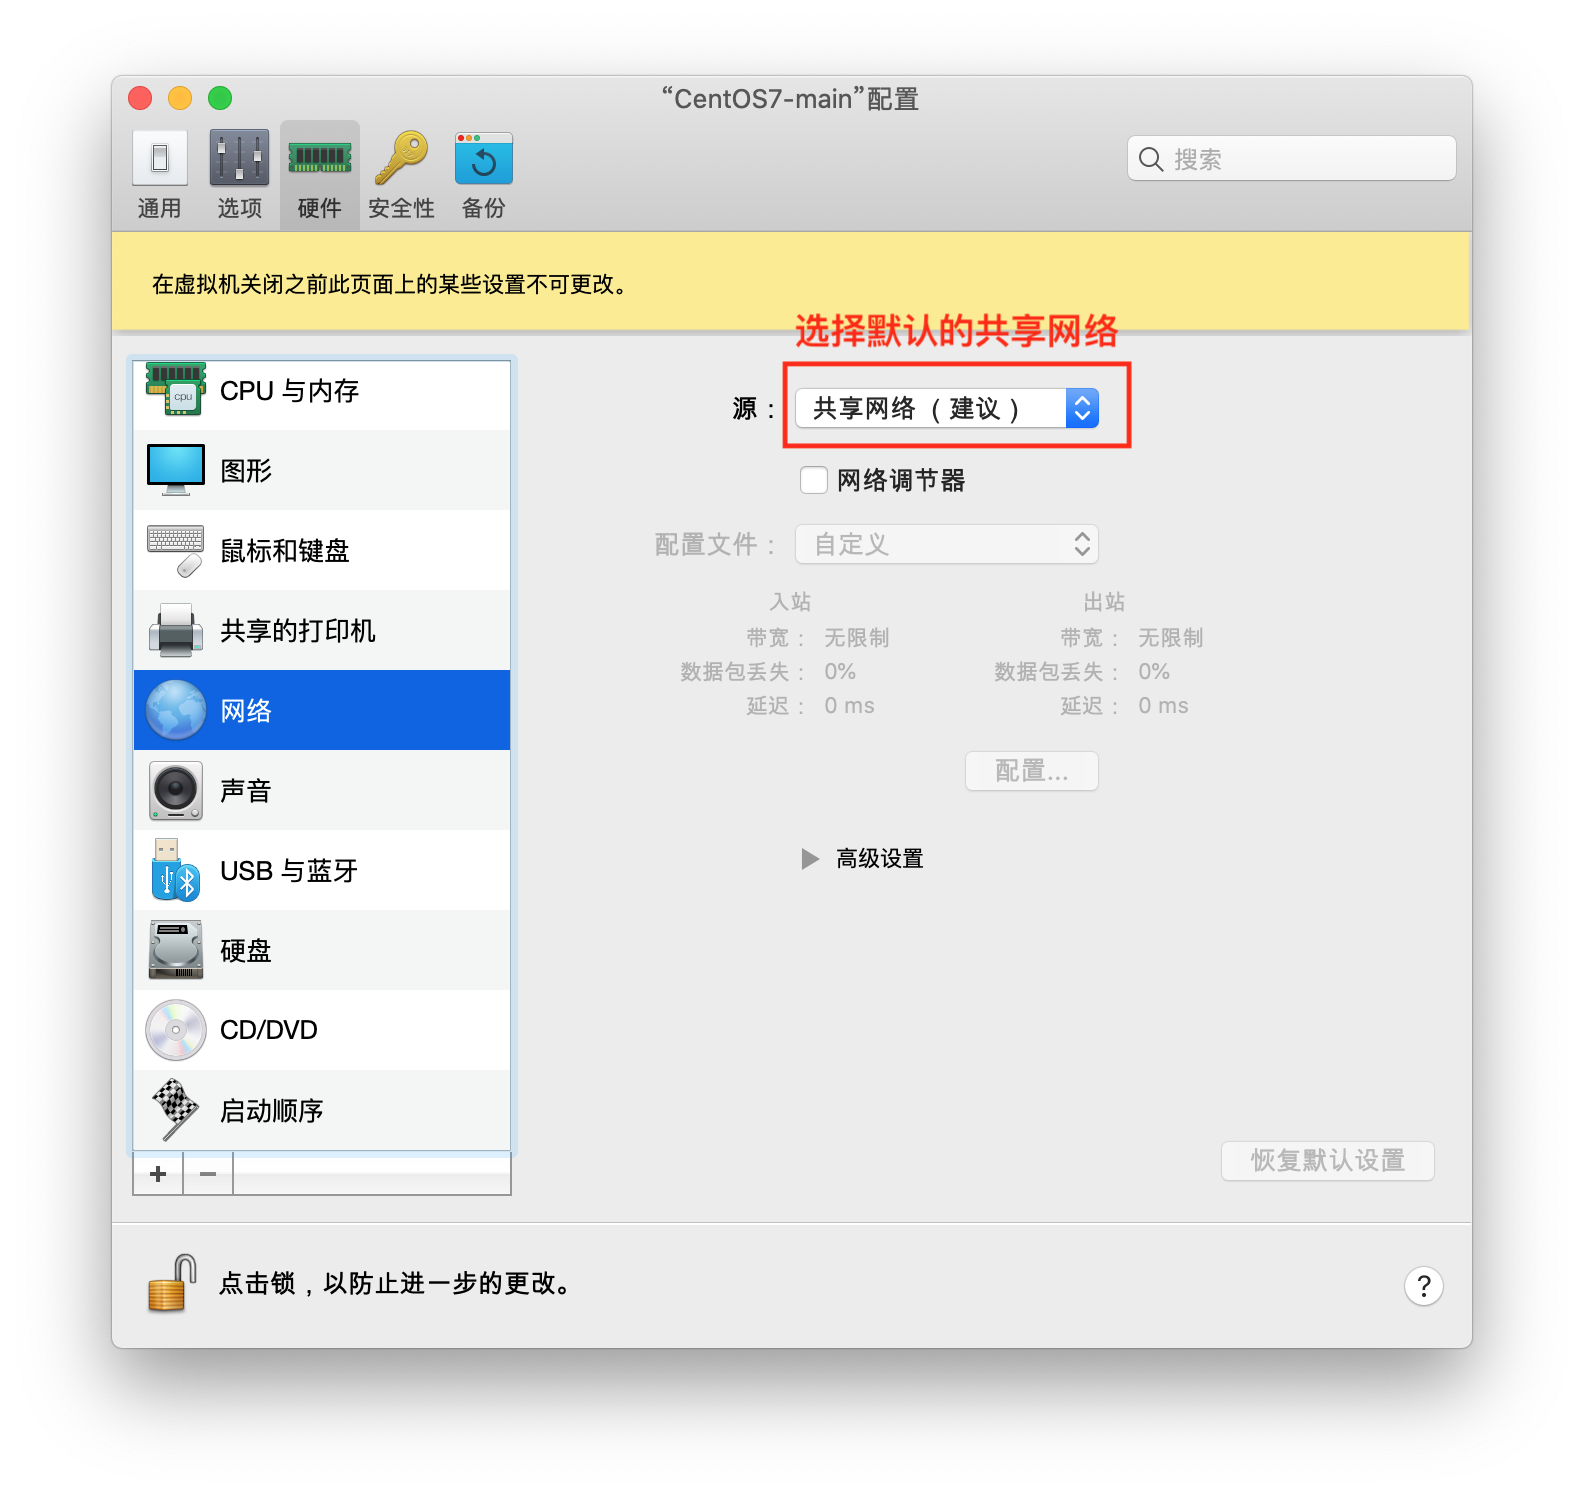 “CentOS7-main”配置
通用 选项 硬件 安全性 备份
搜索
在虚拟机关闭之前此页面上的某些设置不可更改。
选择默认的共享网络
cpu
CPU 与内存
图形
鼠标和键盘
共享的打印机
网络
声音
USB 与蓝牙
硬盘
CD/DVD
启动顺序
源： 共享网络（建议）
网络调节器
配置文件： 自定义
入站 出站
带宽： 无限制 带宽： 无限制
数据包丢失： 0% 数据包丢失： 0%
延迟： 0 ms 延迟： 0 ms
配置...
高级设置
恢复默认设置
点击锁，以防止进一步的更改。
?